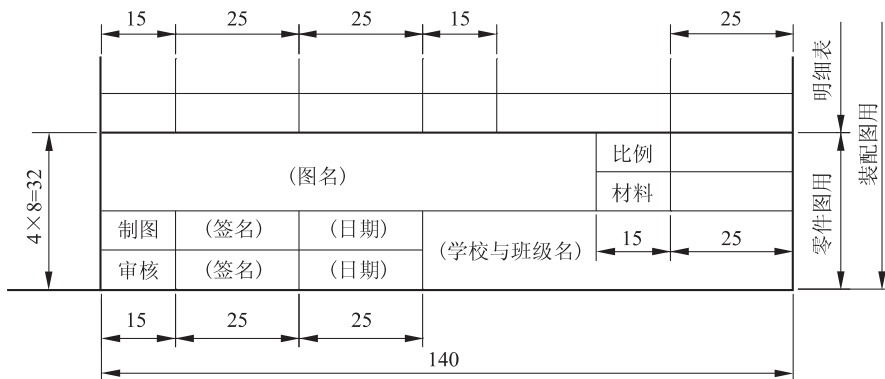 15 25 25 15 25
明细表
装配图用
4×8=32
(图名)
比例
材料
零件图用
制图 (签名) (日期)
(学校与班级名)
15 25
审核 (签名) (日期)
15 25 25
140